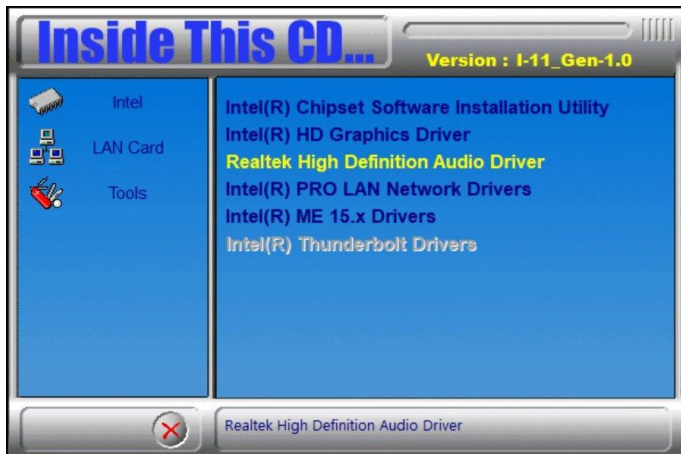 Inside This CD...
Version : I-11_Gen-1.0
Intel
LAN Card
Tools
Intel(R) Chipset Software Installation Utility
Intel(R) HD Graphics Driver
Realtek High Definition Audio Driver
Intel(R) PRO LAN Network Drivers
Intel(R) ME 15.x Drivers
Intel(R) Thunderbolt Drivers
Realtek High Definition Audio Driver